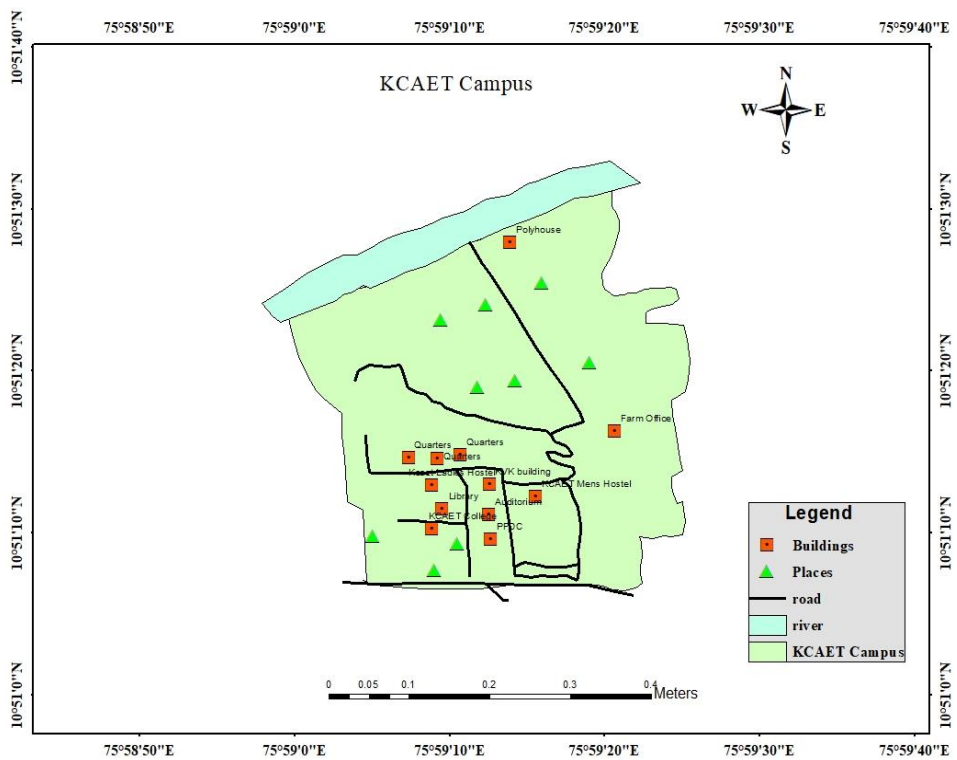 75°58'50"E 75°59'0"E 75°59'10"E 75°59'20"E 75°59'30"E 75°59'40"E
10°51'40"N 10°51'40"N
KCAET Campus
N
W E
S
10°51'30"N 10°51'30"N
Polyhouse
10°51'20"N 10°51'20"N
Farm Office
Quarters
Quarters
Quarters
Ladies Hostel
KVK building
KCAET Mens Hostel
Library
Auditorium
KCAET College
PFDC
10°51'10"N 10°51'10"N
Legend
Buildings
Places
road
river
KCAET Campus
0 0.05 0.1 0.2 0.3 0.4
Meters
10°51'0"N 10°51'0"N
75°58'50"E 75°59'0"E 75°59'10"E 75°59'20"E 75°59'30"E 75°59'40"E